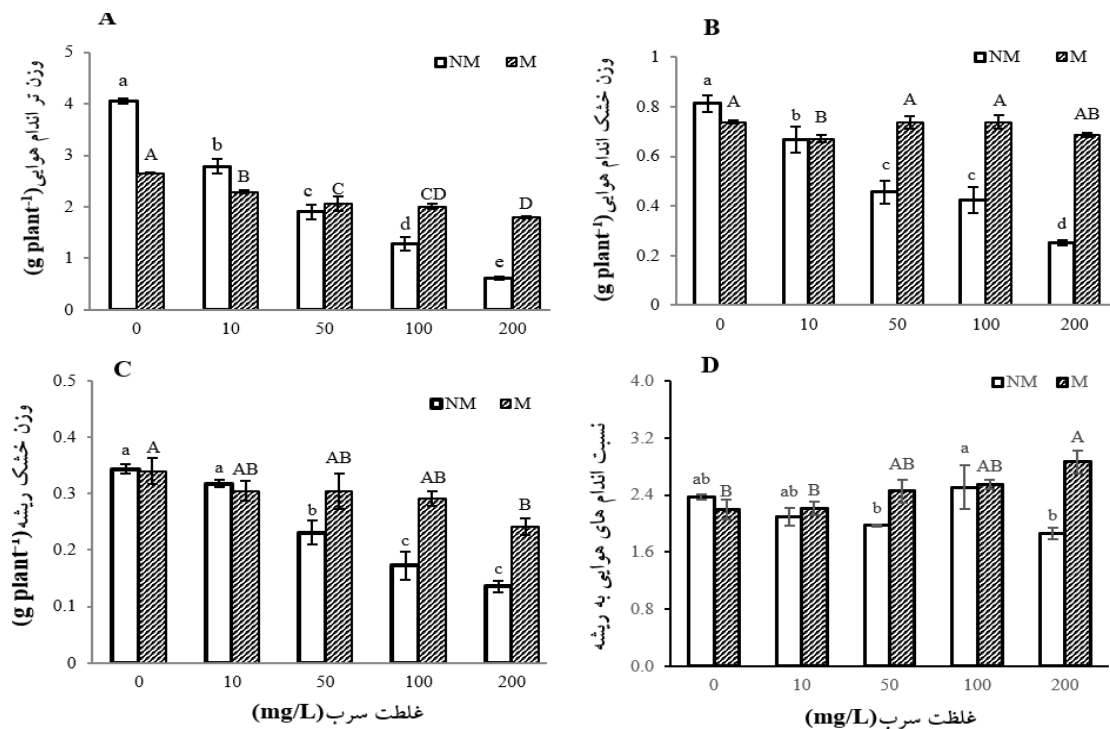 A
NM M
وزن تر اندام هوایی(g plant⁻¹)
5
4
3
2
1
0
a
A
b
B
c
C
d
CD
e
D
0 10 50 100 200
B
NM M
وزن خشک اندام هوایی(g plant⁻¹)
1
0.8
0.6
0.4
0.2
0
a
A
b
B
c
A
c
A
d
AB
0 10 50 100 200
C
NM M
وزن خشک ریشه(g plant⁻¹)
0.5
0.4
0.3
0.2
0.1
0
a
A
a
AB
b
AB
c
AB
c
B
0 10 50 100 200
غلطت سرب(mg/L)
D
NM M
نسبت اندام های هوایی به ریشه
4.0
3.2
2.4
1.6
0.8
0.0
ab
B
ab
B
b
AB
a
AB
b
A
0 10 50 100 200
غلظت سرب(mg/L)